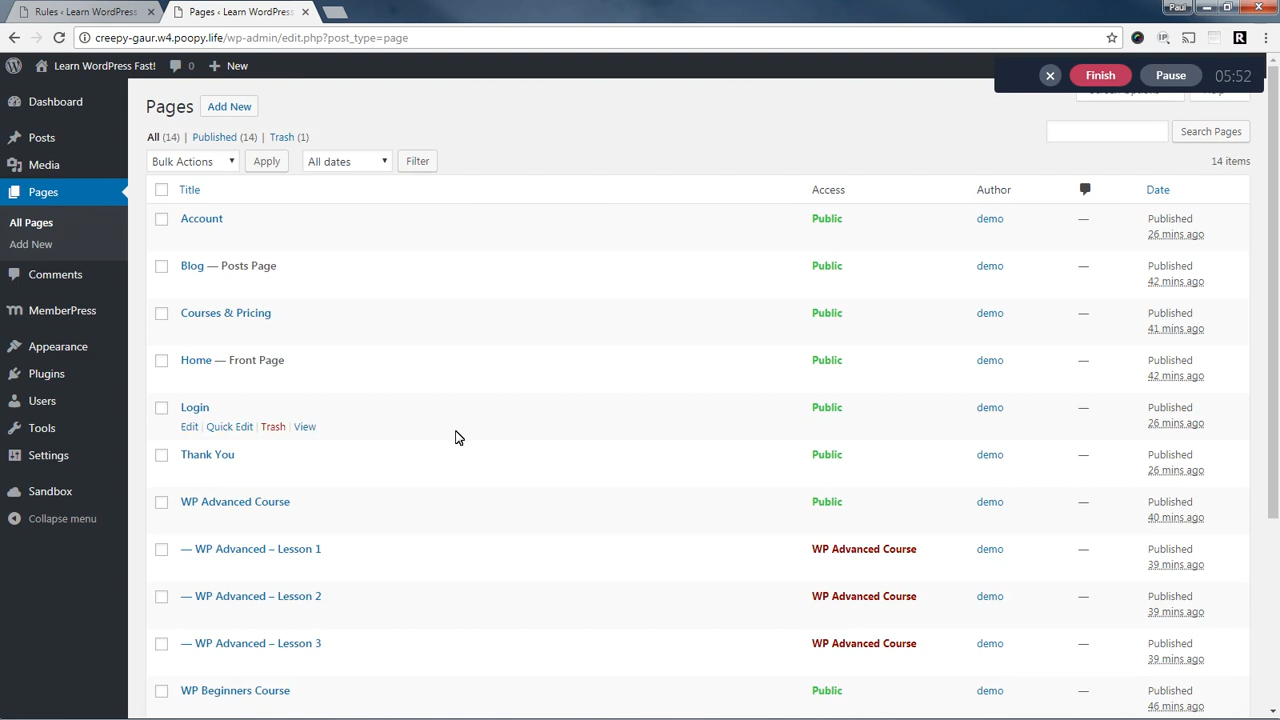 Rules ‹ Learn WordPress
Pages ‹ Learn WordPress
Paul
creepy-gaur.w4.poopy.life/wp-admin/edit.php?post_type=page
Learn WordPress Fast! 0 New
Finish Pause 05:52
Dashboard
Posts
Media
Pages
All Pages
Add New
Comments
MemberPress
Appearance
Plugins
Users
Tools
Settings
Sandbox
Collapse menu
Pages Add New
All (14) | Published (14) | Trash (1)
Search Pages
Bulk Actions Apply All dates Filter 14 items
Title Access Author Date
Account Public demo — Published
26 mins ago
Blog — Posts Page Public demo — Published
42 mins ago
Courses & Pricing Public demo — Published
41 mins ago
Home — Front Page Public demo — Published
42 mins ago
Login Public demo — Published
Edit | Quick Edit | Trash | View 26 mins ago
Thank You Public demo — Published
26 mins ago
WP Advanced Course Public demo — Published
40 mins ago
— WP Advanced – Lesson 1 WP Advanced Course demo — Published
39 mins ago
— WP Advanced – Lesson 2 WP Advanced Course demo — Published
39 mins ago
— WP Advanced – Lesson 3 WP Advanced Course demo — Published
39 mins ago
WP Beginners Course Public demo — Published